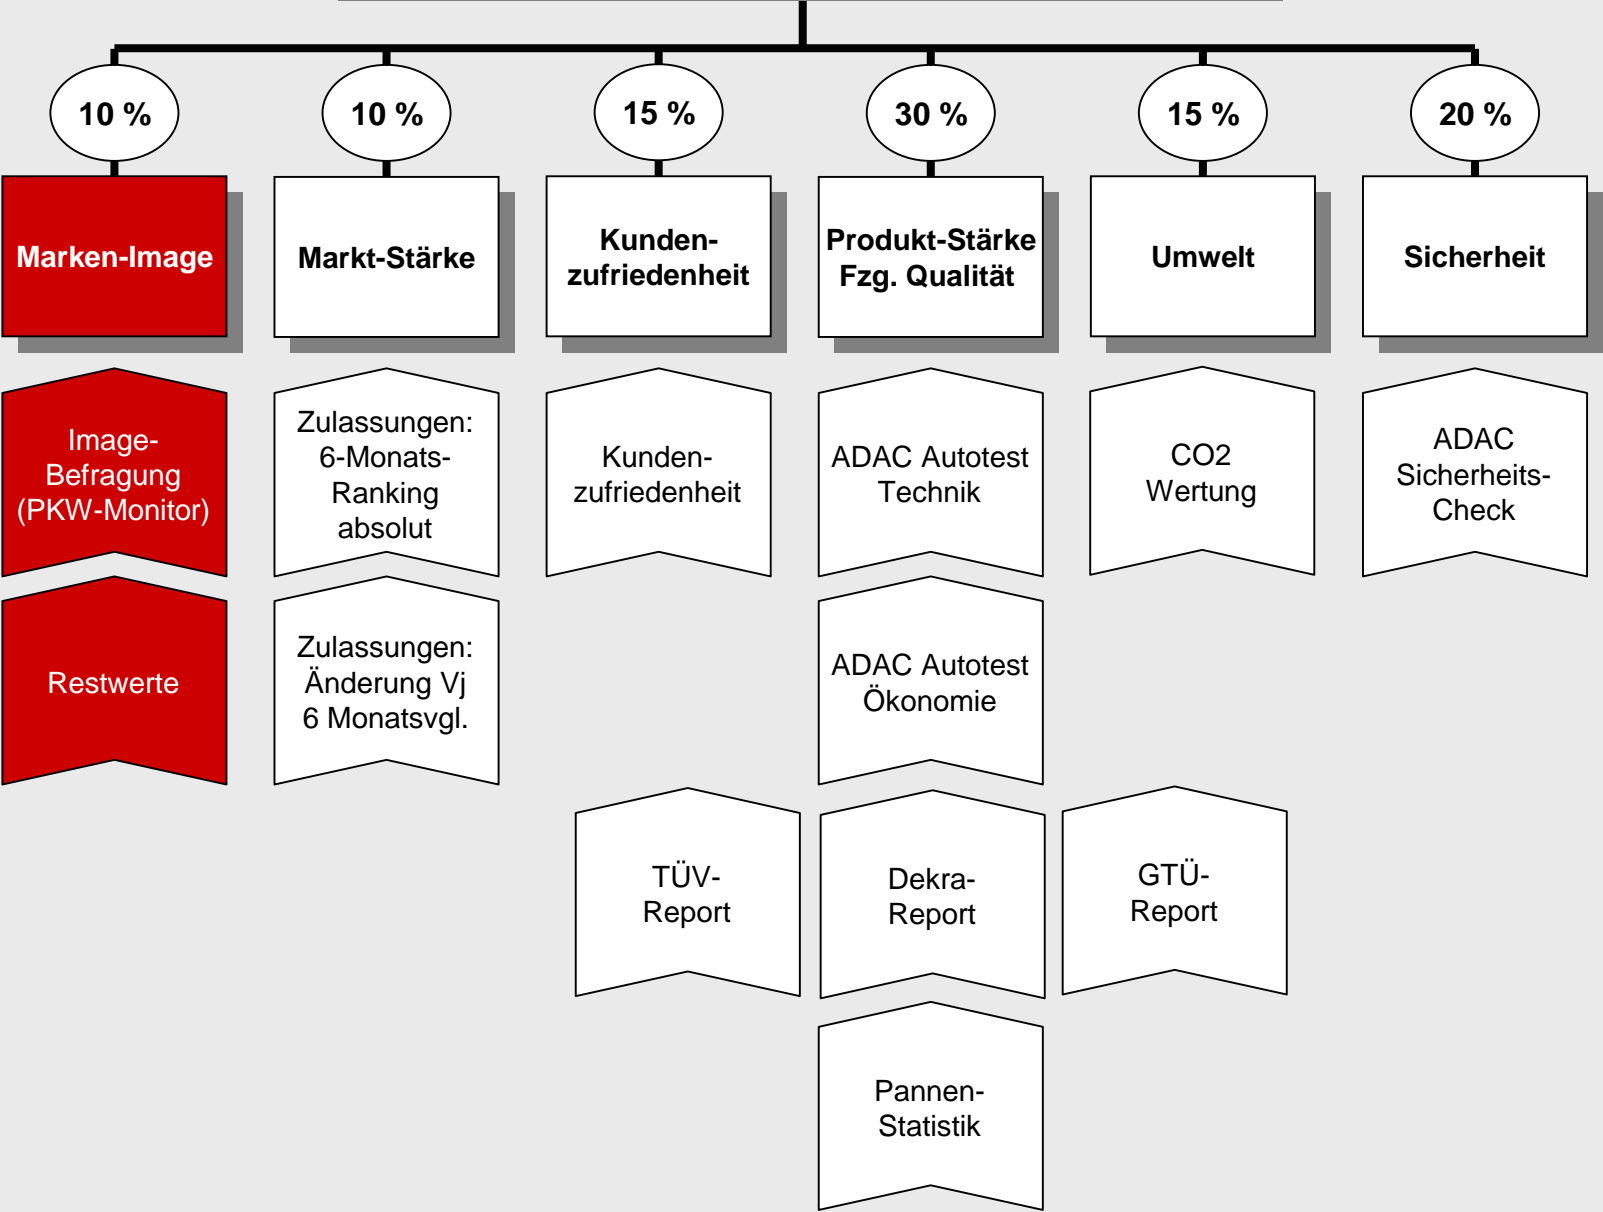 10 %
10 %
15 %
30 %
15 %
20 %
Marken-Image
Markt-Stärke
Kunden-
zufriedenheit
Produkt-Stärke
Fzg. Qualität
Umwelt
Sicherheit
Image-
Befragung
(PKW-Monitor)
Zulassungen:
6-Monats-
Ranking
absolut
Kunden-
zufriedenheit
ADAC Autotest
Technik
CO2
Wertung
ADAC
Sicherheits-
Check
Restwerte
Zulassungen:
Änderung Vj
6 Monatsvgl.
ADAC Autotest
Ökonomie
TÜV-
Report
Dekra-
Report
GTÜ-
Report
Pannen-
Statistik